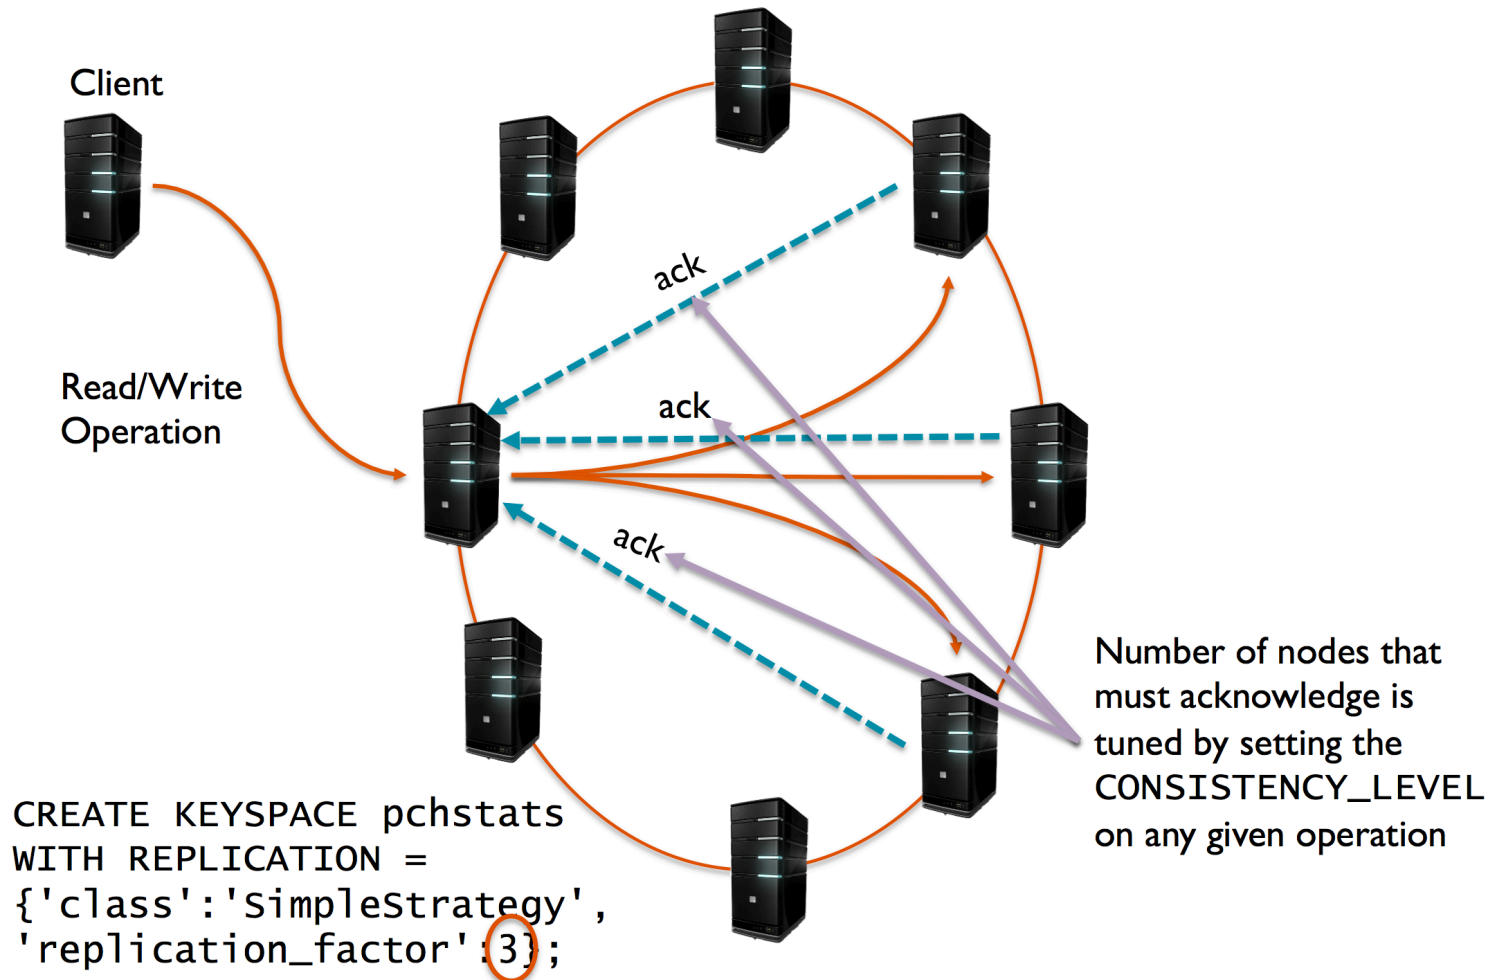 Client
ack
Read/Write
Operation
ack
ack
Number of nodes that
must acknowledge is
tuned by setting the
CONSISTENCY_LEVEL
on any given operation
CREATE KEYSPACE pchstats
WITH REPLICATION =
{'class':'SimpleStrategy',
'replication_factor':3};